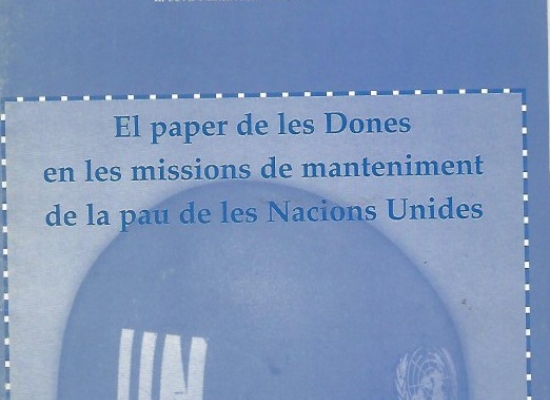 El paper de les Dones
en les missions de manteniment
de la pau de les Nacions Unides
UN